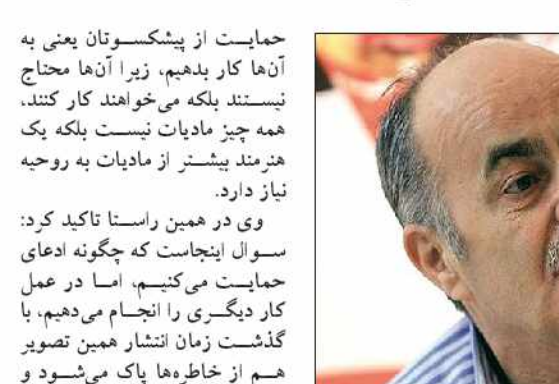 حمایت از پیشکسوتان یعنی به
آن‌ها کار بدهیم، زیرا آن‌ها محتاج
نیستند بلکه می‌خواهند کار کنند،
همه چیز مادیات نیست بلکه یک
هنرمند بیشتر از مادیات به روحیه
نیاز دارد.
وی در همین راستا تاکید کرد:
سوال اینجاست که چگونه ادعای
حمایت می‌کنیم، اما در عمل
کار دیگری را انجام می‌دهیم، با
گذشت زمان انتشار همین تصویر
هم از خاطره‌ها پاک می‌شود و